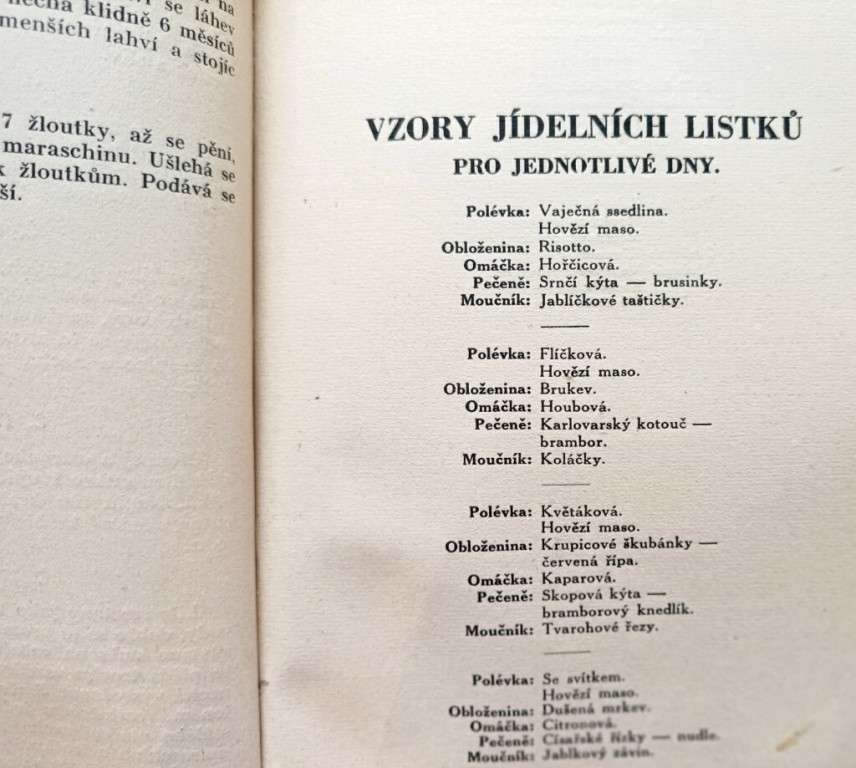 na
se láhev
nechá klidně 6 měsíců
menších lahví a stojíc
7 žloutky, až se pění,
maraschinu. Ušlehá se
k žloutkům. Podává se
ší.
VZORY JÍDELNÍCH LISTKŮ
PRO JEDNOTLIVÉ DNY.
Polévka: Vaječná ssedlina.
Hovězí maso.
Obloženina: Risotto.
Omáčka: Hořčicová.
Pečeně: Srnčí kýta — brusinky.
Moučník: Jablíčkové taštičky.
Polévka: Flíčková.
Hovězí maso.
Obloženina: Brukev.
Omáčka: Houbová.
Pečeně: Karlovarský kotouč —
brambor.
Moučník: Koláčky.
Polévka: Květáková.
Hovězí maso.
Obloženina: Krupicové škubánky —
červená řípa.
Omáčka: Kaparová.
Pečeně: Skopová kýta —
bramborový knedlík.
Moučník: Tvarohové řezy.
Polévka: Se svítkem.
Hovězí maso.
Obloženina: Dušená mrkev.
Omáčka: Citronová.
Pečeně: Císařské řízky — nudle.
Moučník: Jablkový závin.